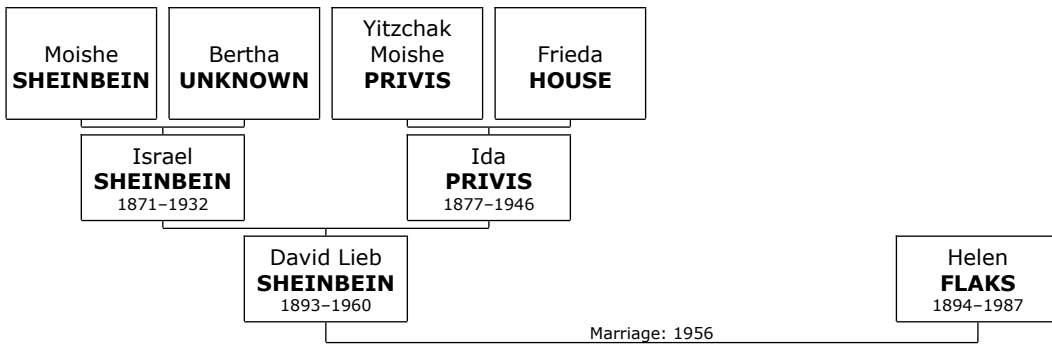 Moishe
SHEINBEIN
Bertha
UNKNOWN
Yitzchak
Moishe
PRIVIS
Frieda
HOUSE
Israel
SHEINBEIN
1871–1932
Ida
PRIVIS
1877–1946
David Lieb
SHEINBEIN
1893–1960
Helen
FLAKS
1894–1987
Marriage: 1956